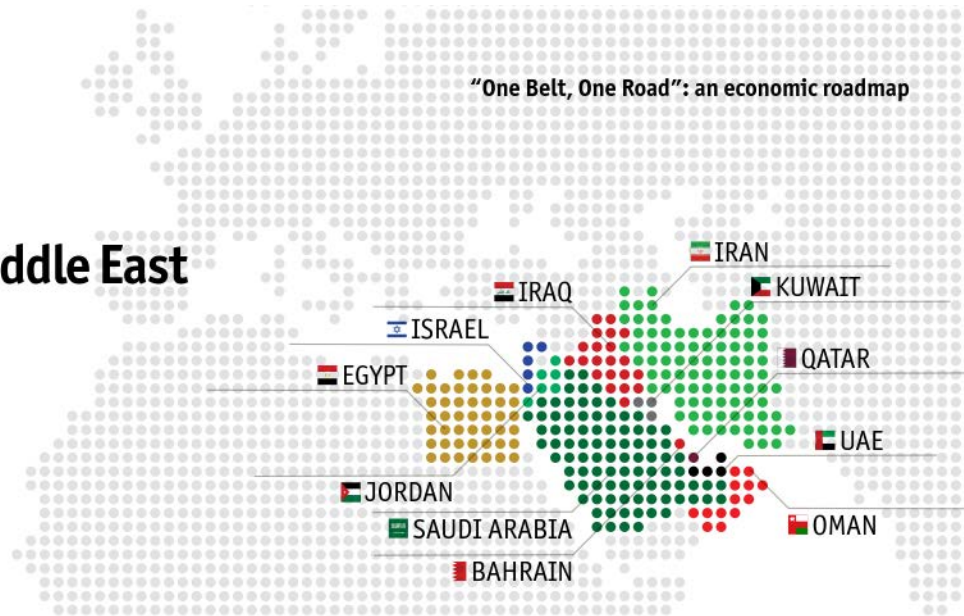 “One Belt, One Road”: an economic roadmap
ddle East
IRAN
KUWAIT
IRAQ
ISRAEL
QATAR
EGYPT
UAE
JORDAN
SAUDI ARABIA
OMAN
BAHRAIN